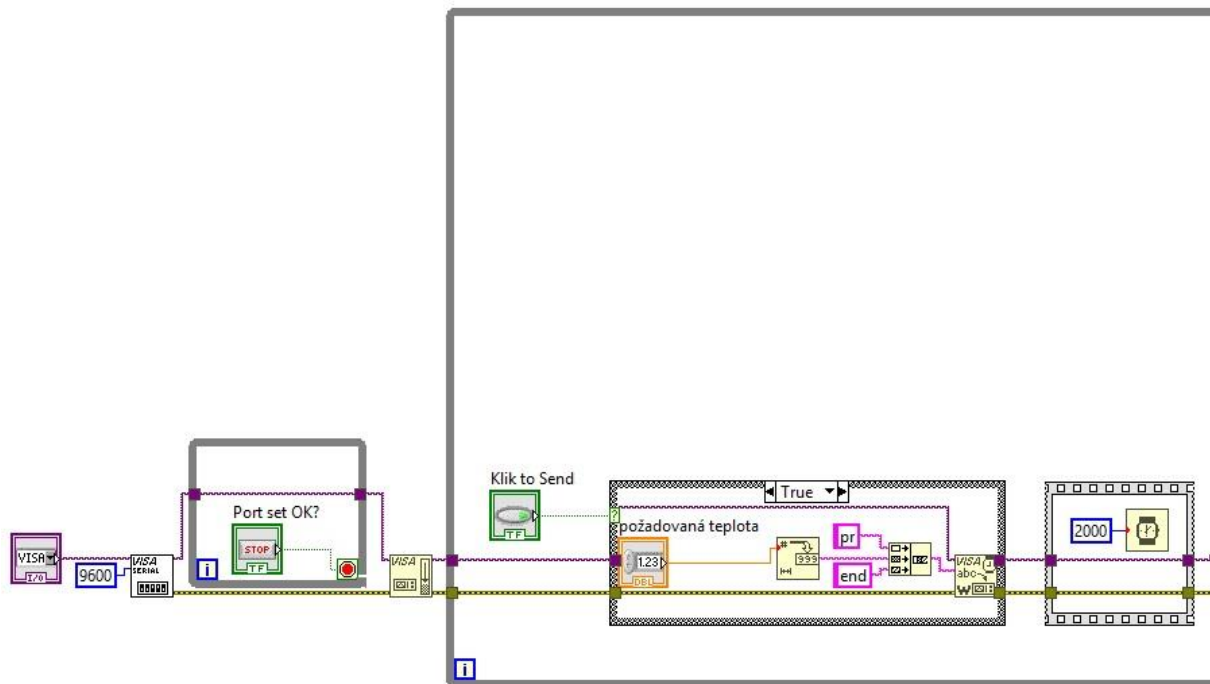 Port set OK?
STOP
TF
i
VISA
I/O
9600
VISA
SERIAL
VISA
Klik to Send
TF
True
?
požadovaná teplota
1.23
DBL
#
999
pr
end
VISA
abc
W
2000
i